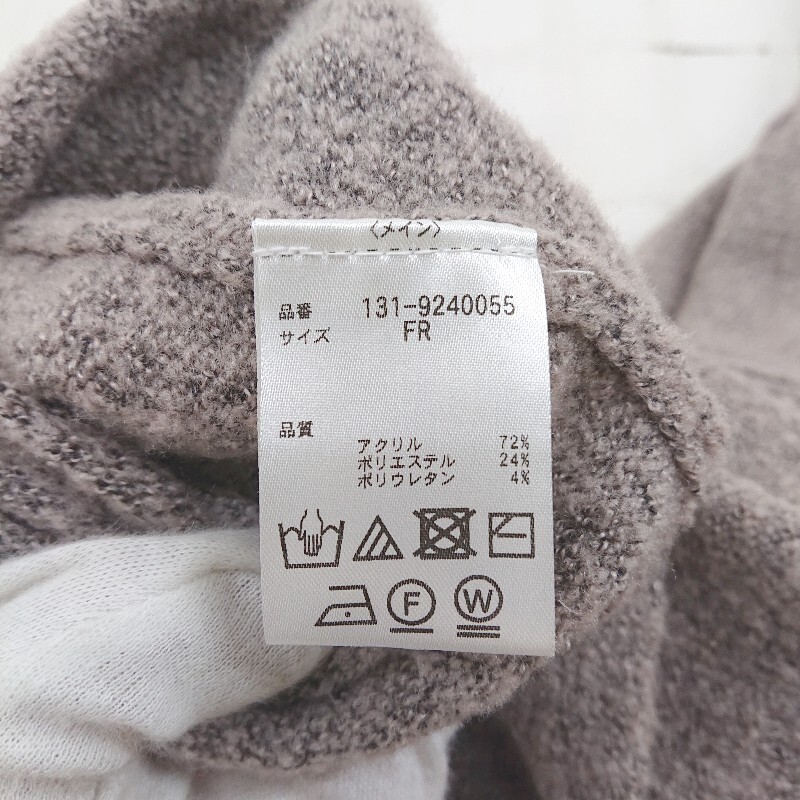 〈メイン〉
品番 131-9240055
サイズ FR
品質
アクリル 72%
ポリエステル 24%
ポリウレタン 4%
F W